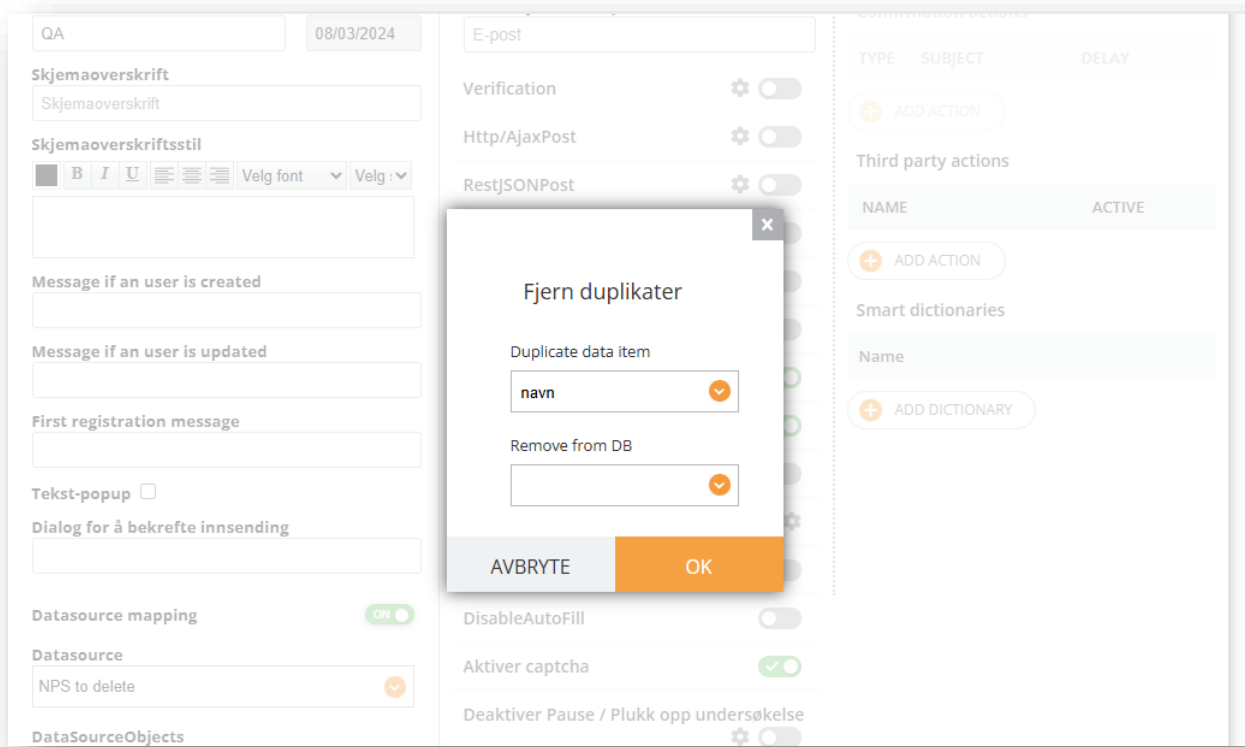 QA
08/03/2024
Skjemaoverskrift
Skjemaoverskrift
Skjemaoverskriftsstil
B I U Velg font Velg :
Message if an user is created
Message if an user is updated
First registration message
Tekst-popup
Dialog for å bekrefte innsending
Datasource mapping
ON
Datasource
NPS to delete
DataSourceObjects
E-post
Verification
Http/AjaxPost
RestJSONPost
DisableAutoFill
Aktiver captcha
Deaktiver Pause / Plukk opp undersøkelse
x
Fjern duplikater
Duplicate data item
navn
Remove from DB
AVBRYTE
OK
Confirmation actions
TYPE SUBJECT DELAY
ADD ACTION
Third party actions
NAME ACTIVE
ADD ACTION
Smart dictionaries
Name
ADD DICTIONARY